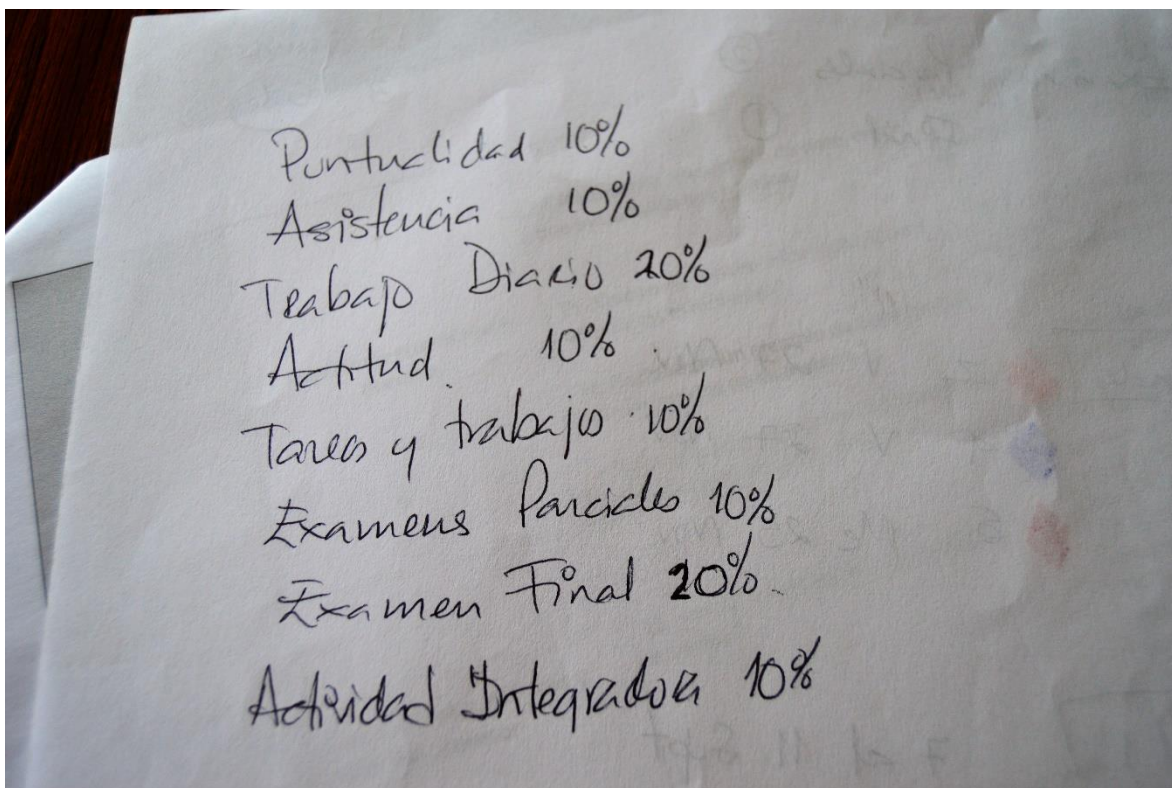 Puntualidad 10%
Asistencia 10%
Trabajo Diario 20%
Actitud. 10%.
Tareas y trabajos 10%
Examens Parciales 10%
Examen Final 20%.
Actividad Integradora 10%